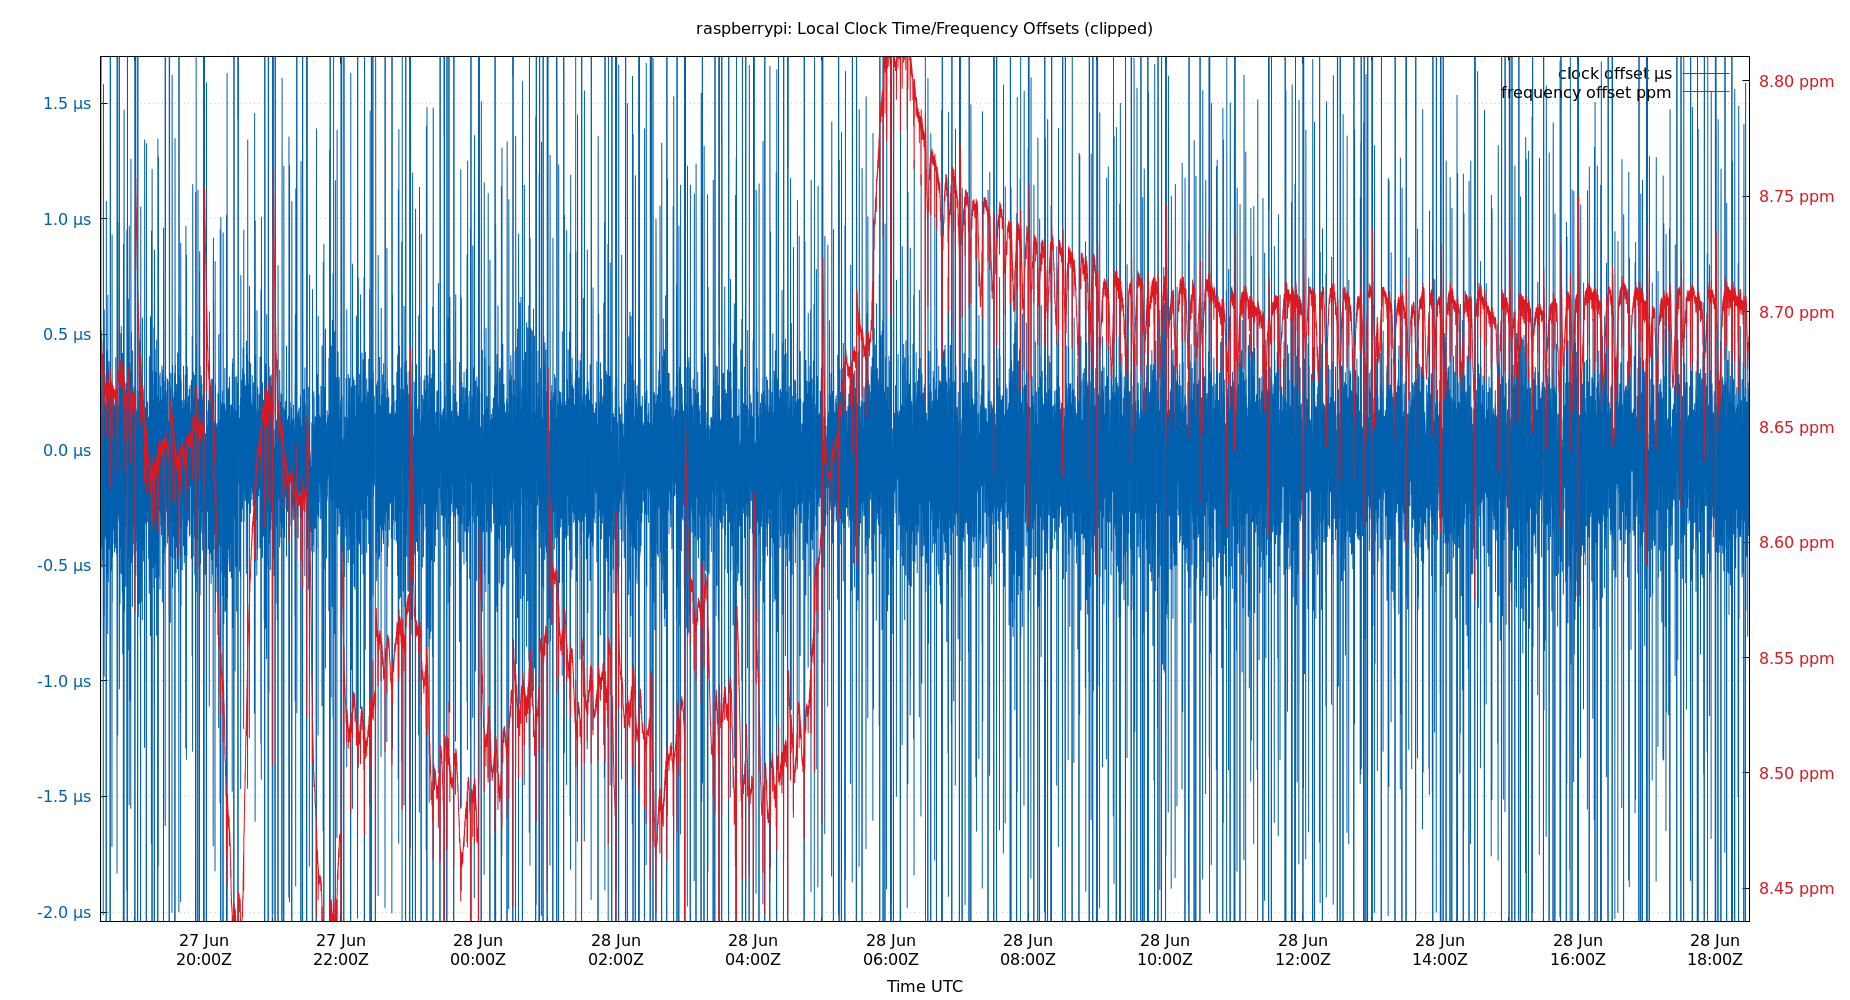 raspberrypi: Local Clock Time/Frequency Offsets (clipped)
clock offset µs
frequency offset ppm
1.5 µs
1.0 µs
0.5 µs
0.0 µs
-0.5 µs
-1.0 µs
-1.5 µs
-2.0 µs
8.80 ppm
8.75 ppm
8.70 ppm
8.65 ppm
8.60 ppm
8.55 ppm
8.50 ppm
8.45 ppm
27 Jun 27 Jun 28 Jun 28 Jun 28 Jun 28 Jun 28 Jun 28 Jun 28 Jun 28 Jun 28 Jun 28 Jun
20:00Z 22:00Z 00:00Z 02:00Z 04:00Z 06:00Z 08:00Z 10:00Z 12:00Z 14:00Z 16:00Z 18:00Z
Time UTC